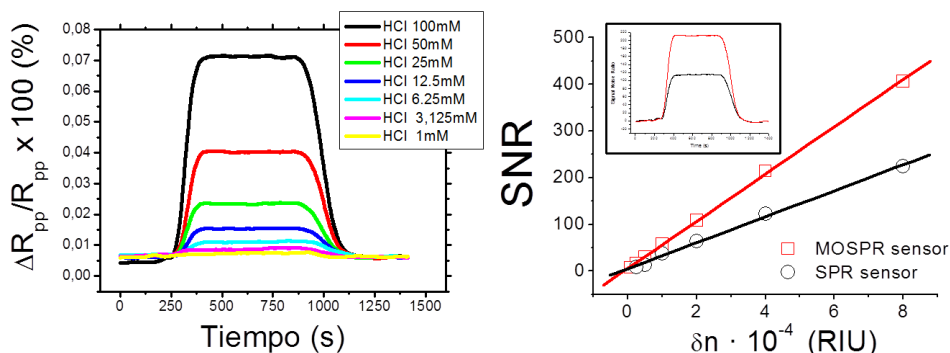 0,08
0,07
0,06
0,05
0,04
0,03
0,02
0,01
0,00
ΔRpp/Rpp x 100 (%)
0 250 500 750 1000 1250 1500
Tiempo (s)
HCl 100mM
HCl 50mM
HCl 25mM
HCl 12.5mM
HCl 6.25mM
HCl 3,125mM
HCl 1mM
500
400
300
200
100
0
SNR
Time (s)
MOSPR sensor
SPR sensor
0 2 4 6 8
δn · 10⁻⁴ (RIU)